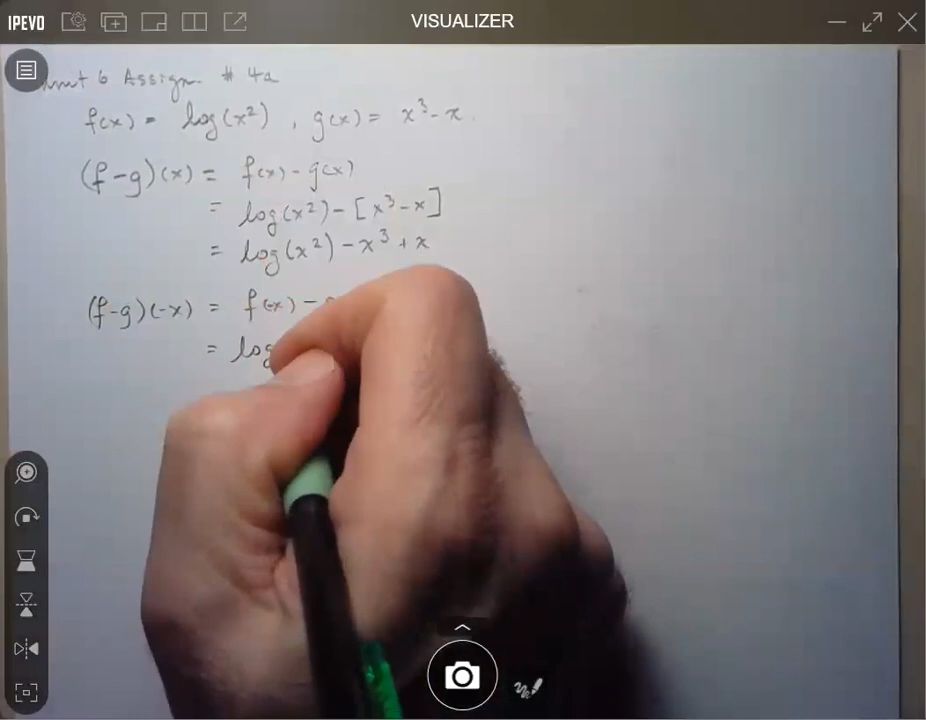 IPEVO VISUALIZER
Unit 6 Assign # 4a
f(x) = log(x²) , g(x) = x³ - x
(f-g)(x) = f(x) - g(x)
= log(x²) - [x³ - x]
= log(x²) - x³ + x
(f-g)(-x) = f(-x) -
= log